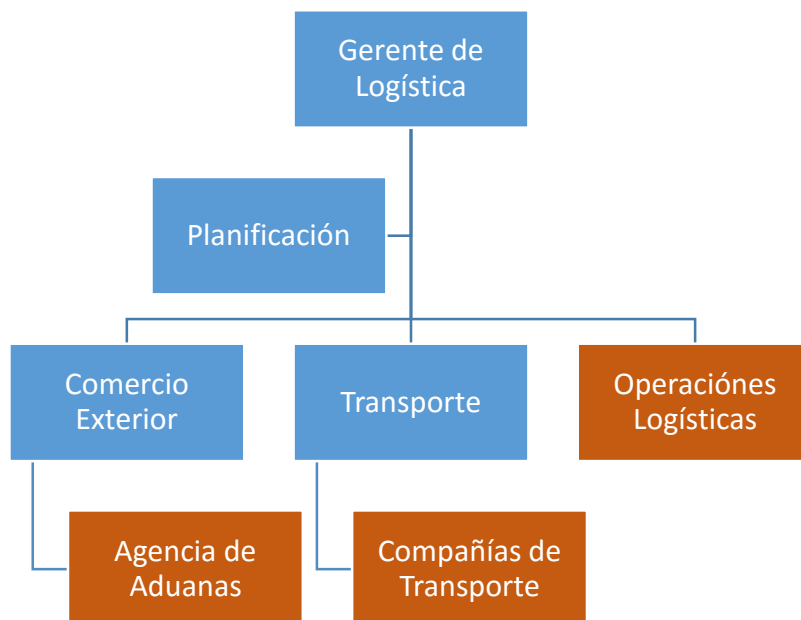 Gerente de
Logística
Planificación
Comercio
Exterior
Transporte
Operaciónes
Logísticas
Agencia de
Aduanas
Compañías de
Transporte